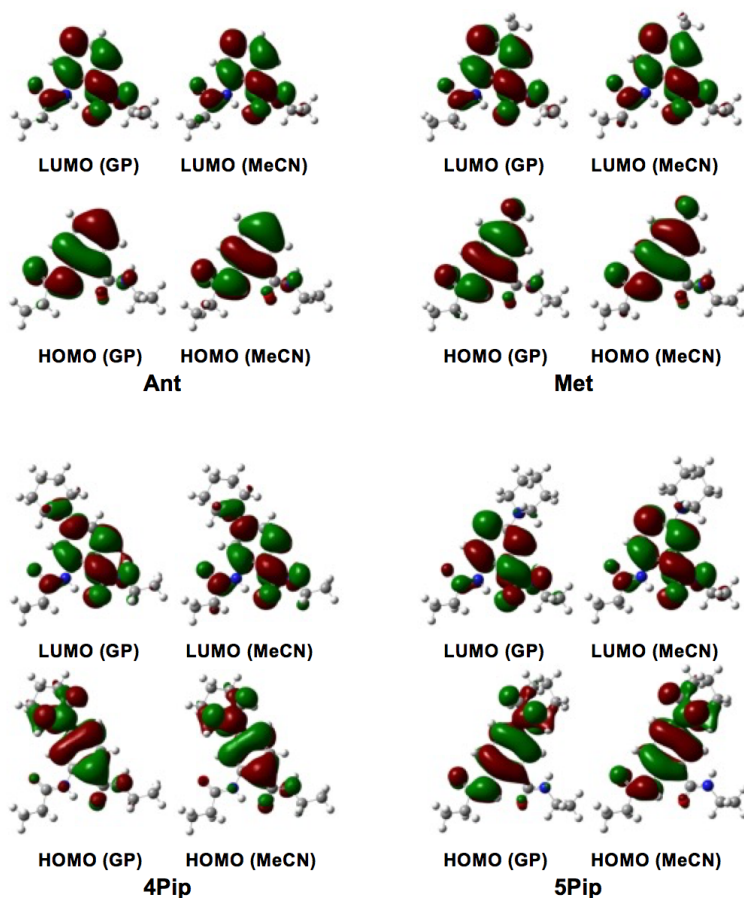 LUMO (GP) LUMO (MeCN) LUMO (GP) LUMO (MeCN)
HOMO (GP) HOMO (MeCN) HOMO (GP) HOMO (MeCN)
Ant Met
LUMO (GP) LUMO (MeCN) LUMO (GP) LUMO (MeCN)
HOMO (GP) HOMO (MeCN) HOMO (GP) HOMO (MeCN)
4Pip 5Pip